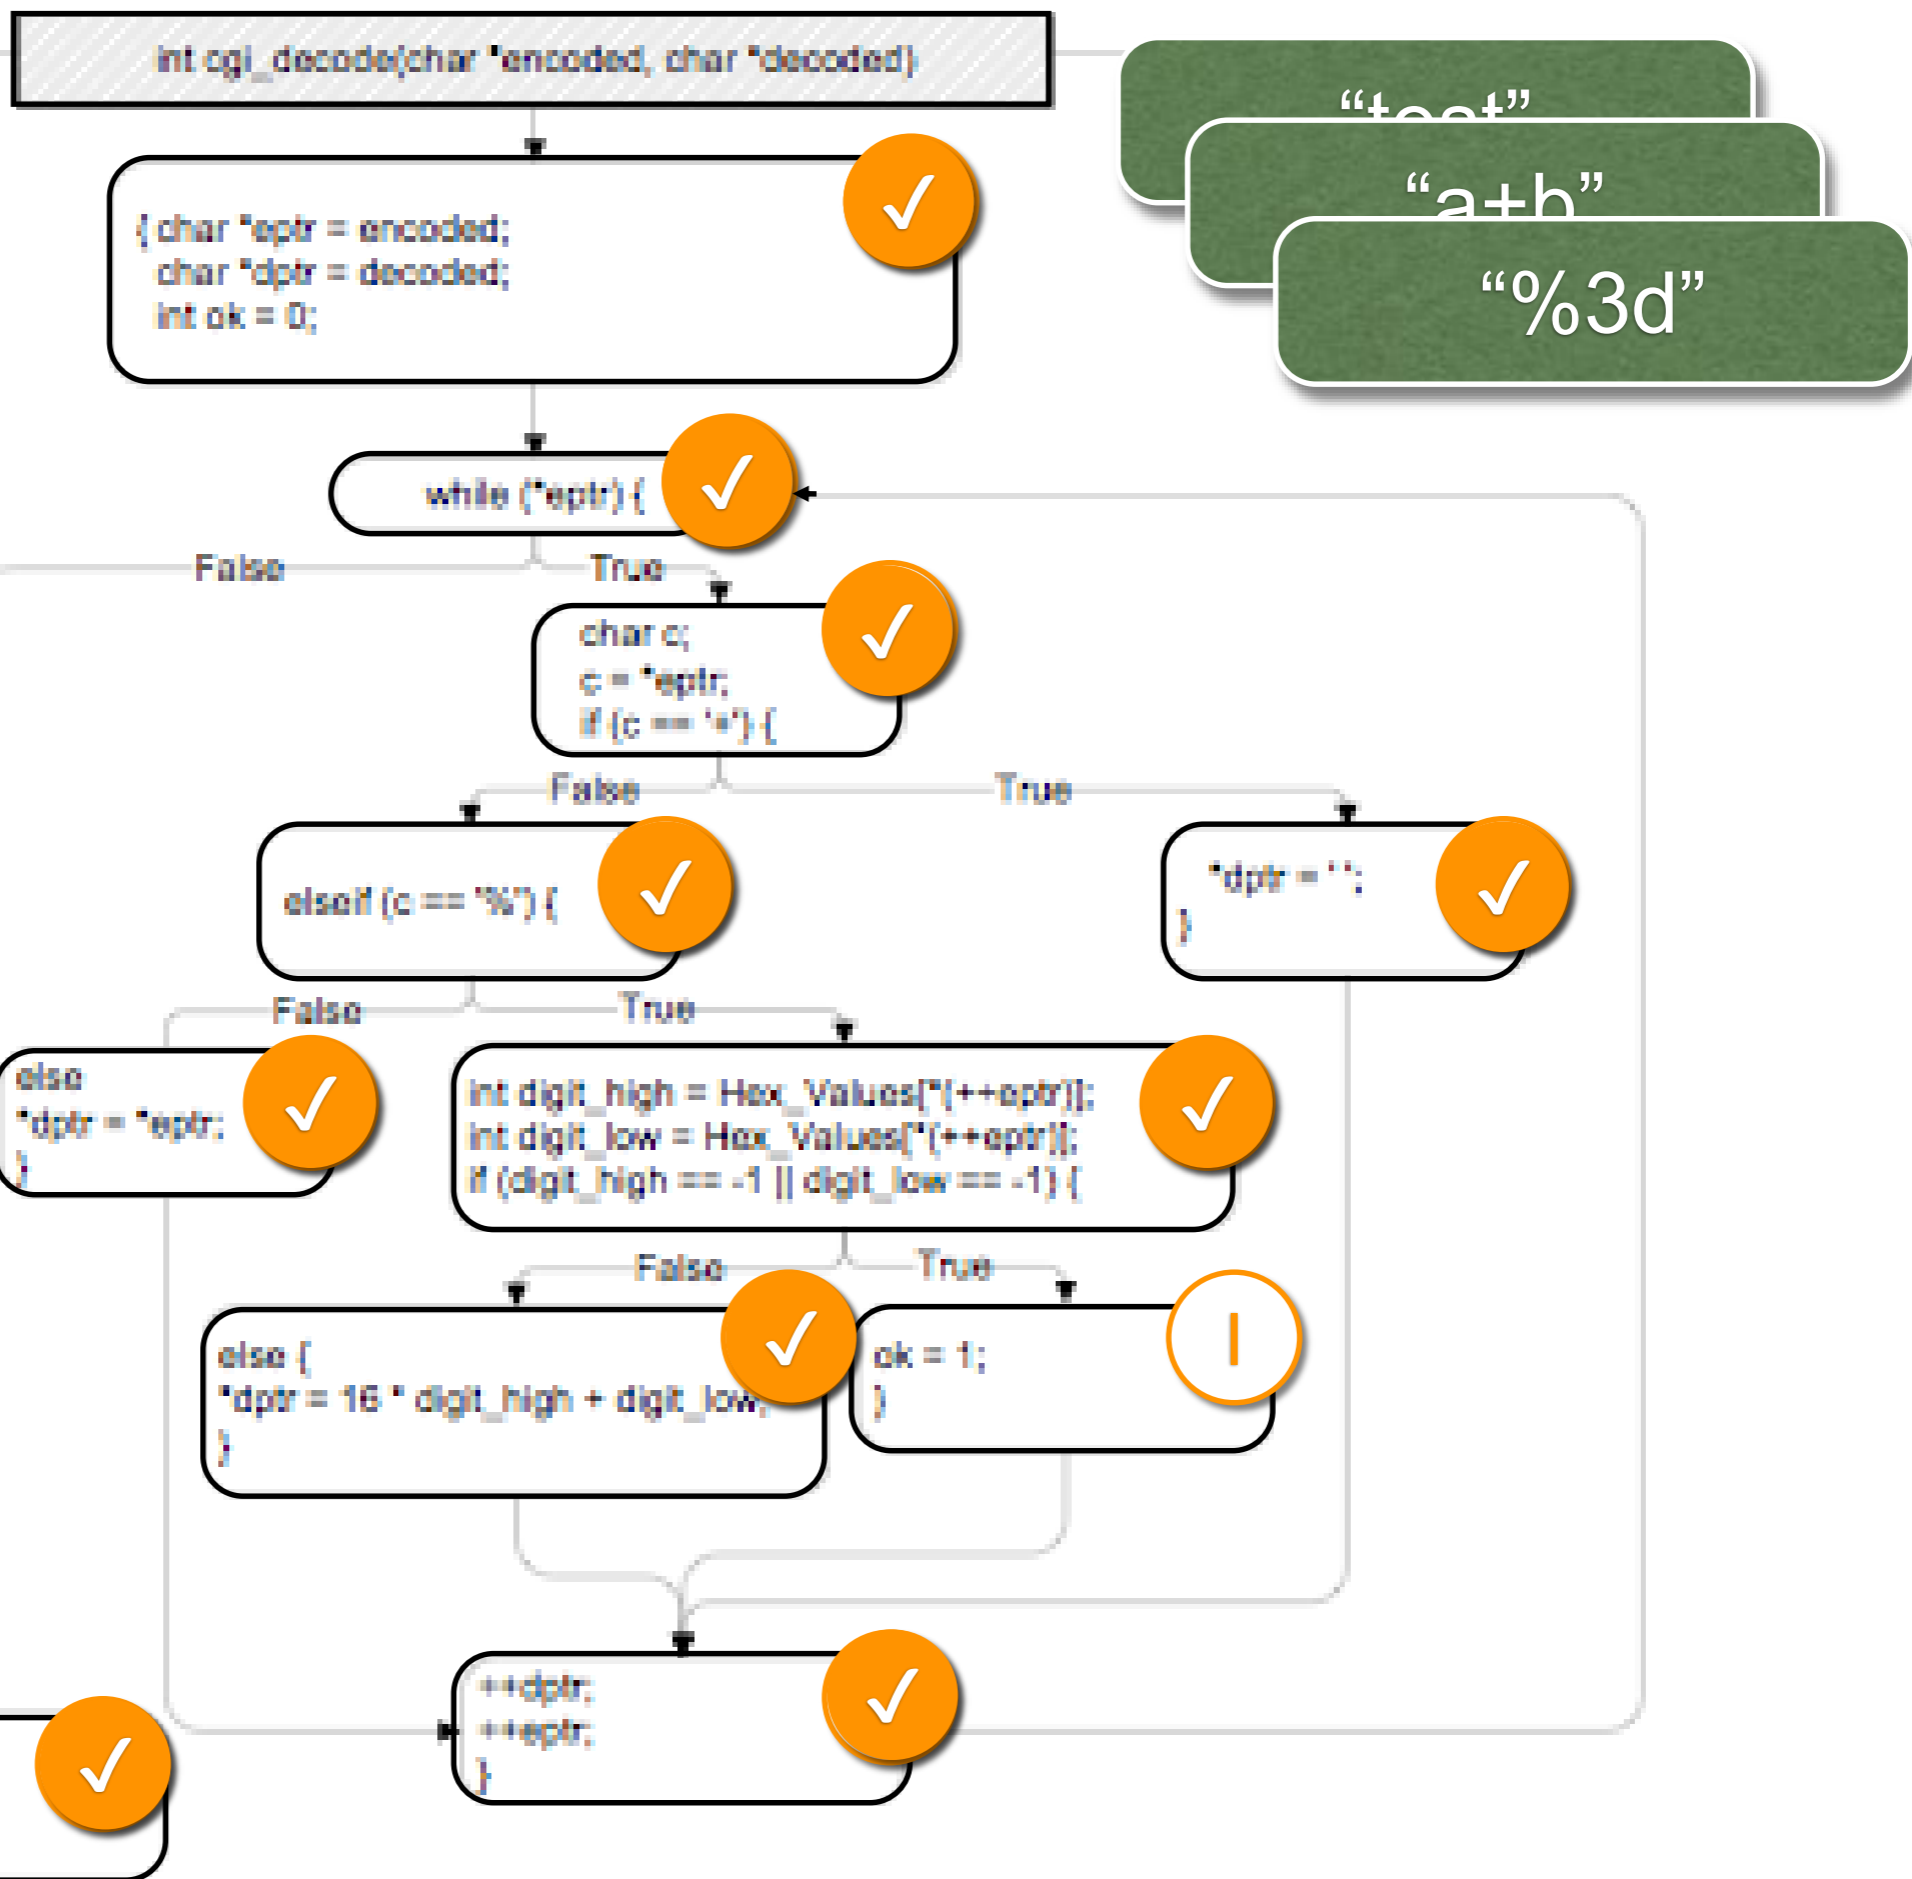 int cgi_decode(char *encoded, char *decoded)
“test”
“a+b”
“%3d”
{ char *eptr = encoded;
char *dptr = decoded;
int ok = 0;
while (*eptr) {
False
True
char c;
c = *eptr;
if (c == '+') {
False
True
elseif (c == '%') {
*dptr = ' ';
}
False
True
else
*dptr = *eptr;
}
int digit_high = Hex_Values[*(++eptr)];
int digit_low = Hex_Values[*(++eptr)];
if (digit_high == -1 || digit_low == -1) {
False
True
else {
*dptr = 16 * digit_high + digit_low;
}
ok = 1;
}
++dptr;
++eptr;
}